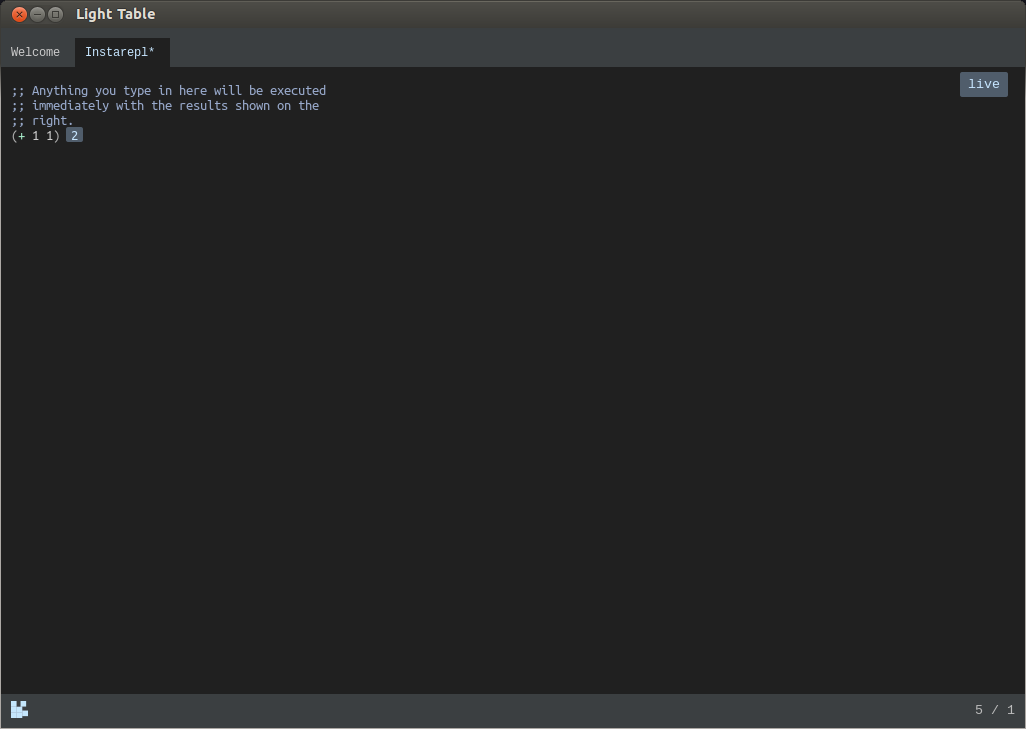 Light Table
Welcome
Instarepl*
live
;; Anything you type in here will be executed
;; immediately with the results shown on the
;; right.
(+ 1 1) 2
5 / 1